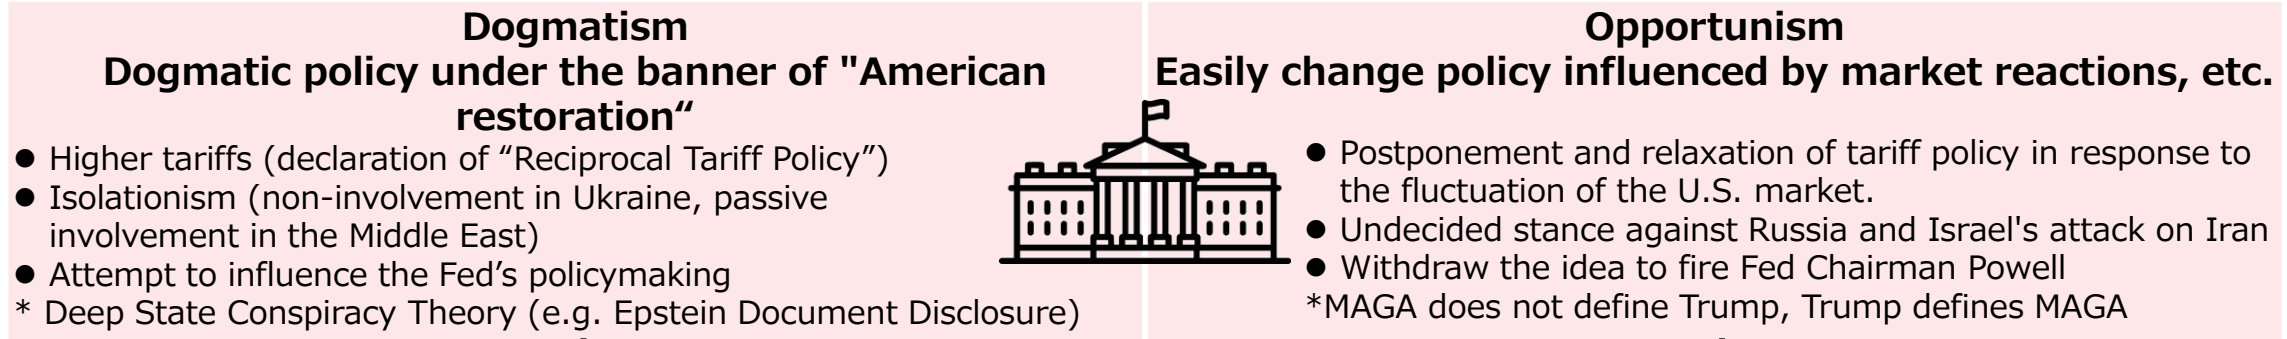 Dogmatism
Dogmatic policy under the banner of "American
restoration“
● Higher tariffs (declaration of “Reciprocal Tariff Policy”)
● Isolationism (non-involvement in Ukraine, passive
involvement in the Middle East)
● Attempt to influence the Fed’s policymaking
* Deep State Conspiracy Theory (e.g. Epstein Document Disclosure)
Opportunism
Easily change policy influenced by market reactions, etc.
● Postponement and relaxation of tariff policy in response to
the fluctuation of the U.S. market.
● Undecided stance against Russia and Israel's attack on Iran
● Withdraw the idea to fire Fed Chairman Powell
*MAGA does not define Trump, Trump defines MAGA